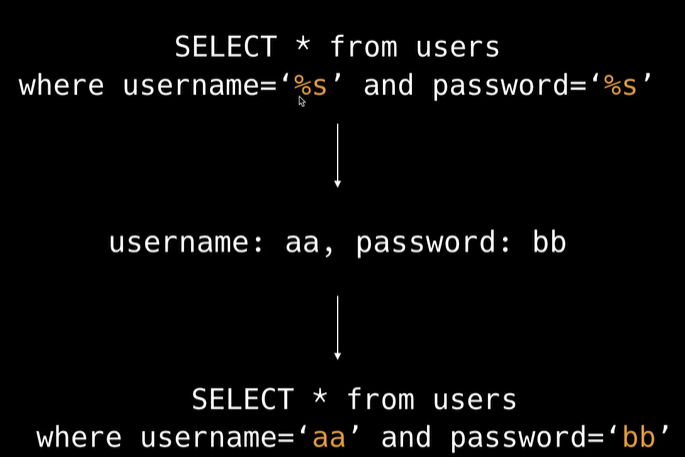 SELECT * from users
where username=‘%s’ and password=‘%s’
username: aa, password: bb
SELECT * from users
where username=‘aa’ and password=‘bb’